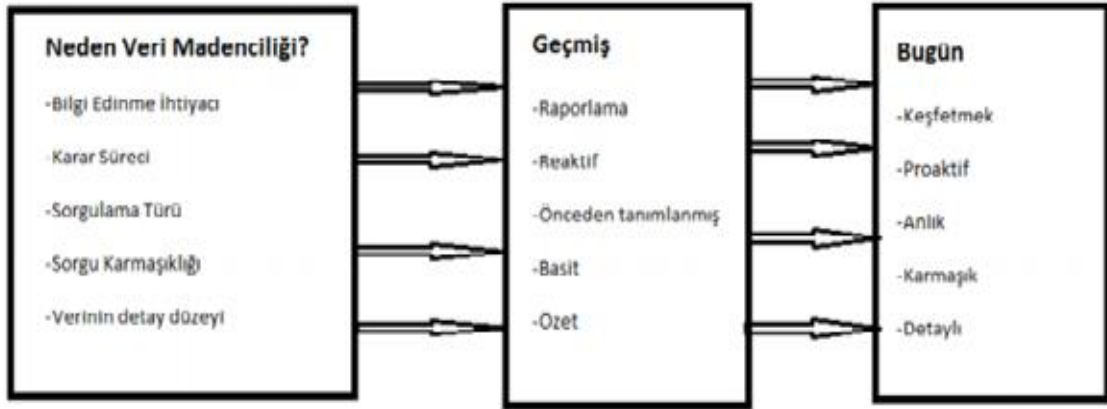 Neden Veri Madenciliği?
-Bilgi Edinme İhtiyacı
-Karar Süreci
-Sorgulama Türü
-Sorgu Karmaşıklığı
-Verinin detay düzeyi
Geçmiş
-Raporlama
-Reaktif
-Önceden tanımlanmış
-Basit
-Ozet
Bugün
-Keşfetmek
-Proaktif
-Anlık
-Karmaşık
-Detaylı